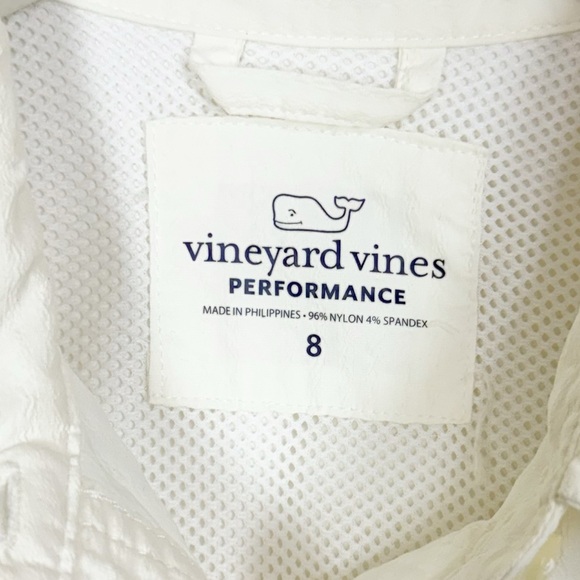 vineyard vines
PERFORMANCE
MADE IN PHILIPPINES • 96% NYLON 4% SPANDEX
8